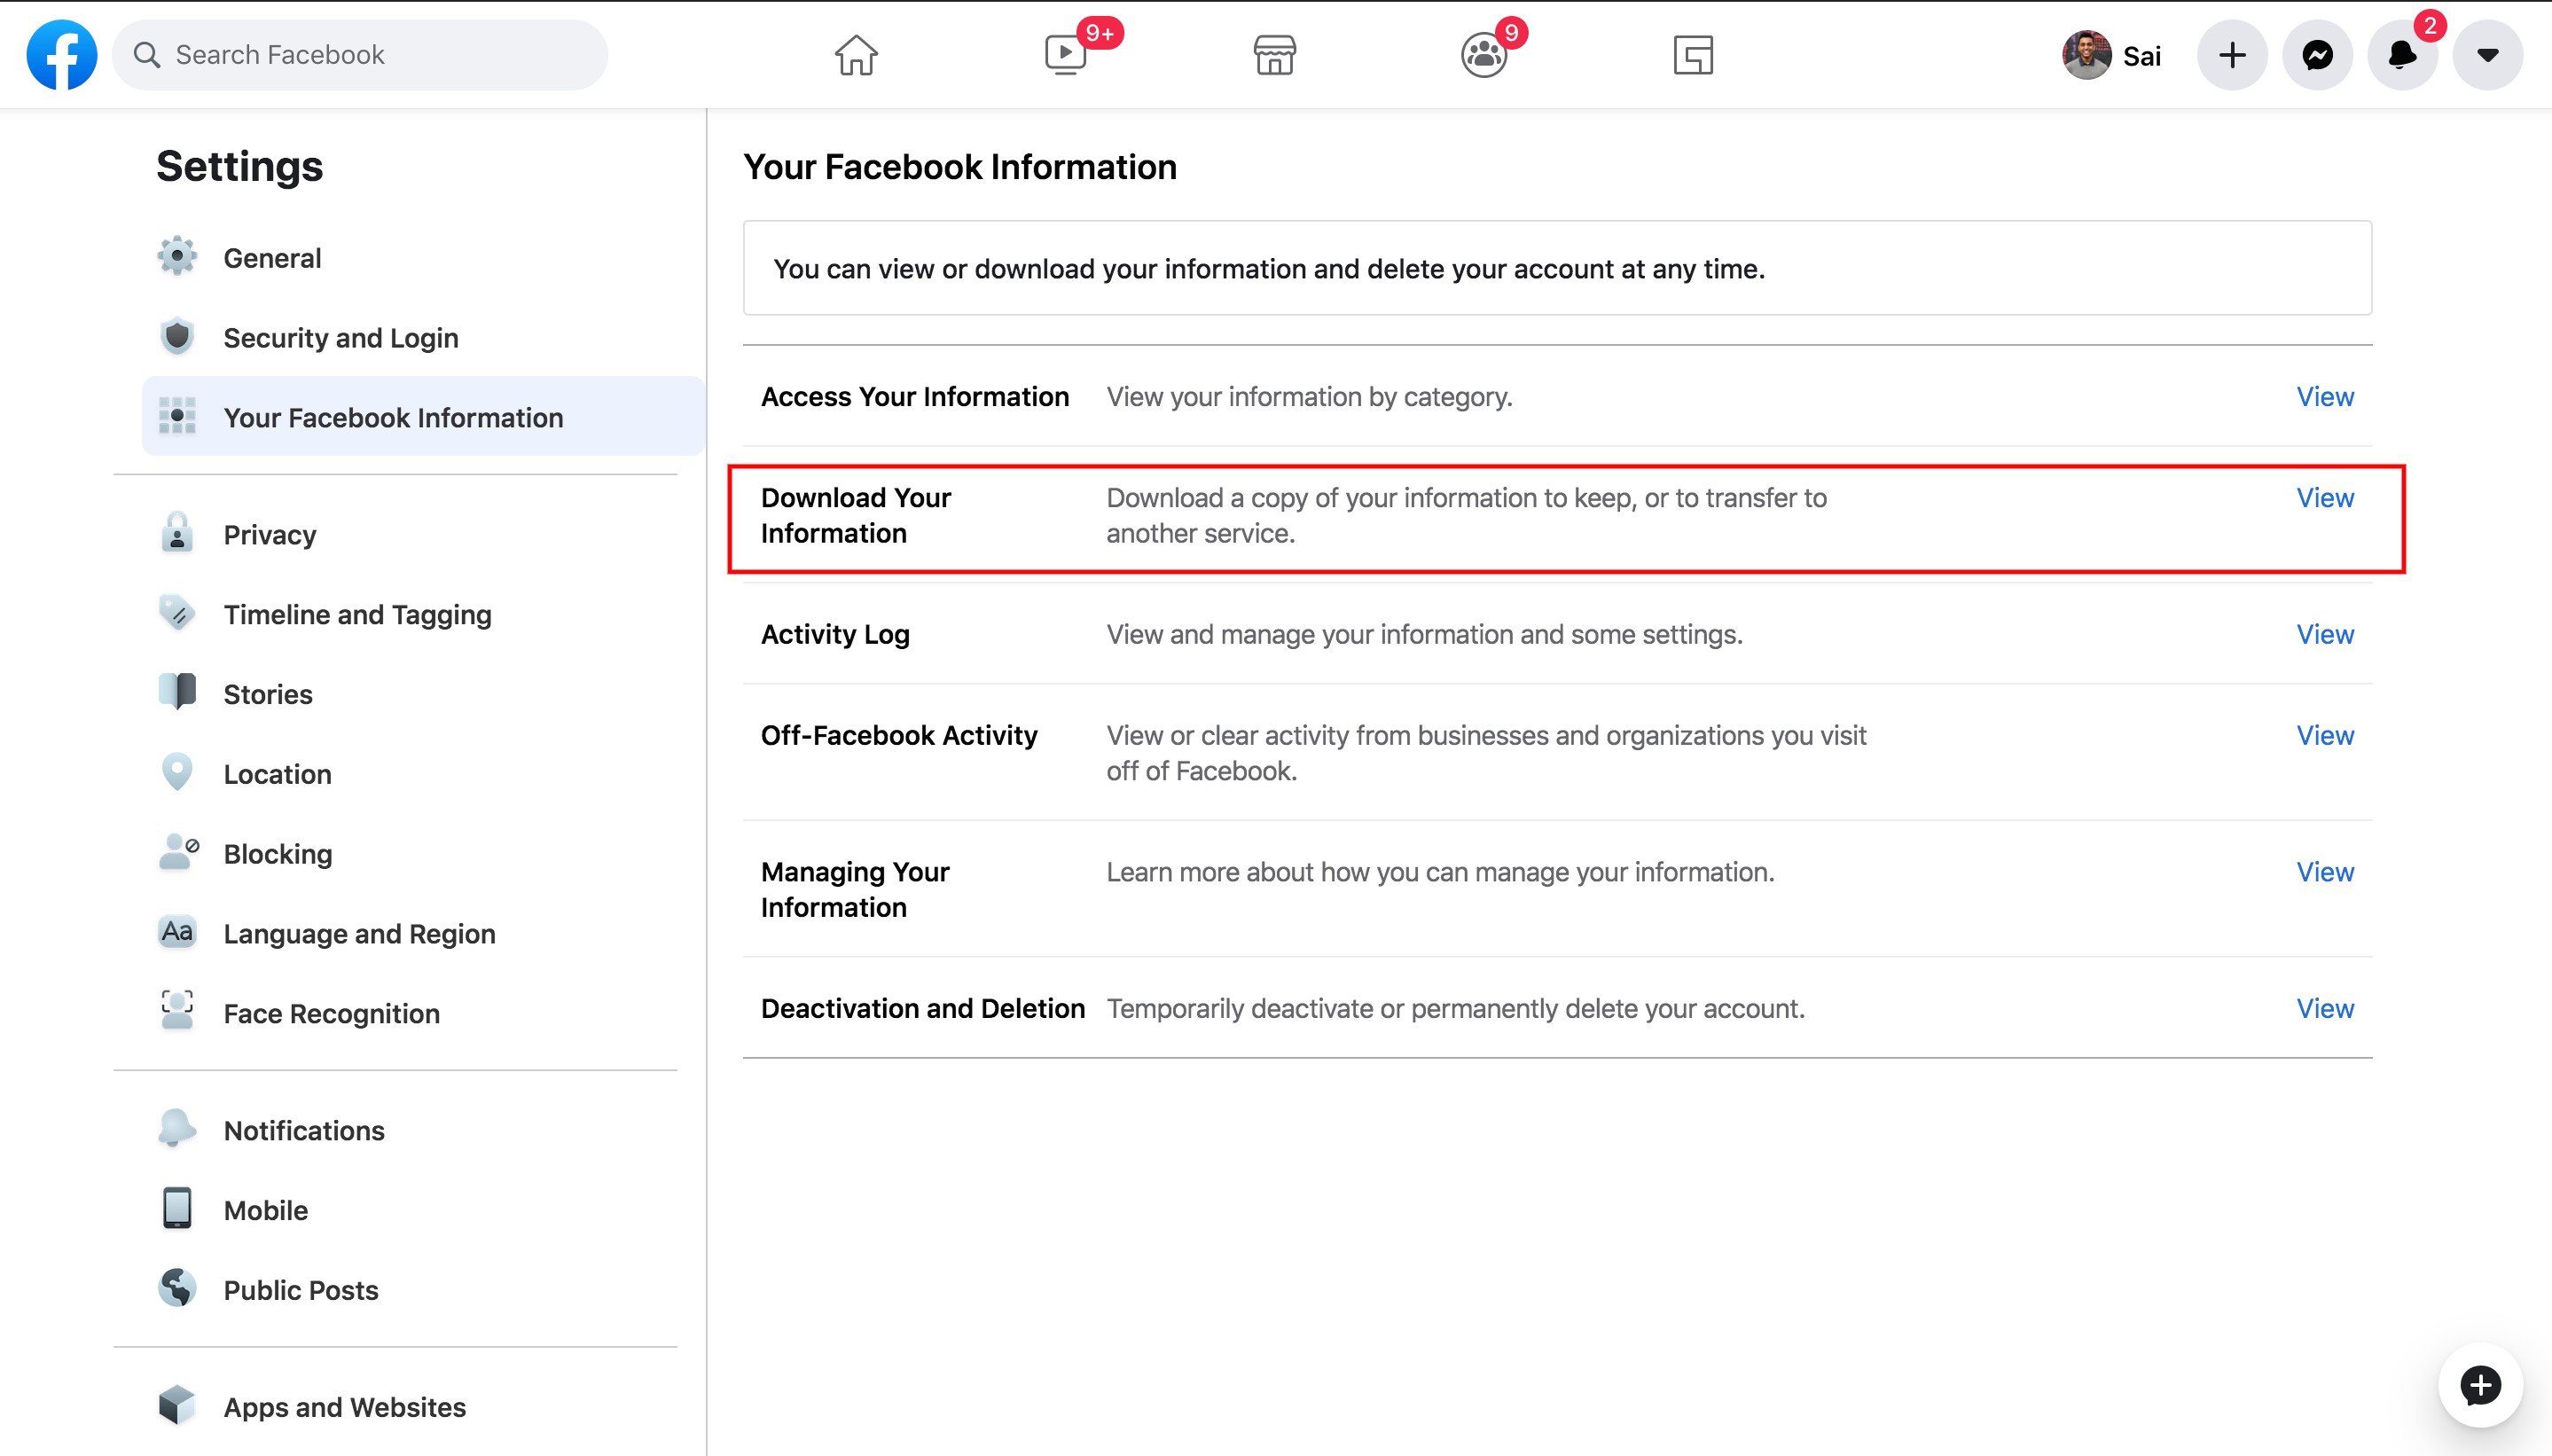 Search Facebook
9+
9
Sai
2
Settings
General
Security and Login
Your Facebook Information
Privacy
Timeline and Tagging
Stories
Location
Blocking
Aa
Language and Region
Face Recognition
Notifications
Mobile
Public Posts
Apps and Websites
Your Facebook Information
You can view or download your information and delete your account at any time.
Access Your Information View your information by category. View
Download Your Information Download a copy of your information to keep, or to transfer to View
another service.
Activity Log View and manage your information and some settings. View
Off-Facebook Activity View or clear activity from businesses and organizations you visit View
off of Facebook.
Managing Your Information Learn more about how you can manage your information. View
Deactivation and Deletion Temporarily deactivate or permanently delete your account. View